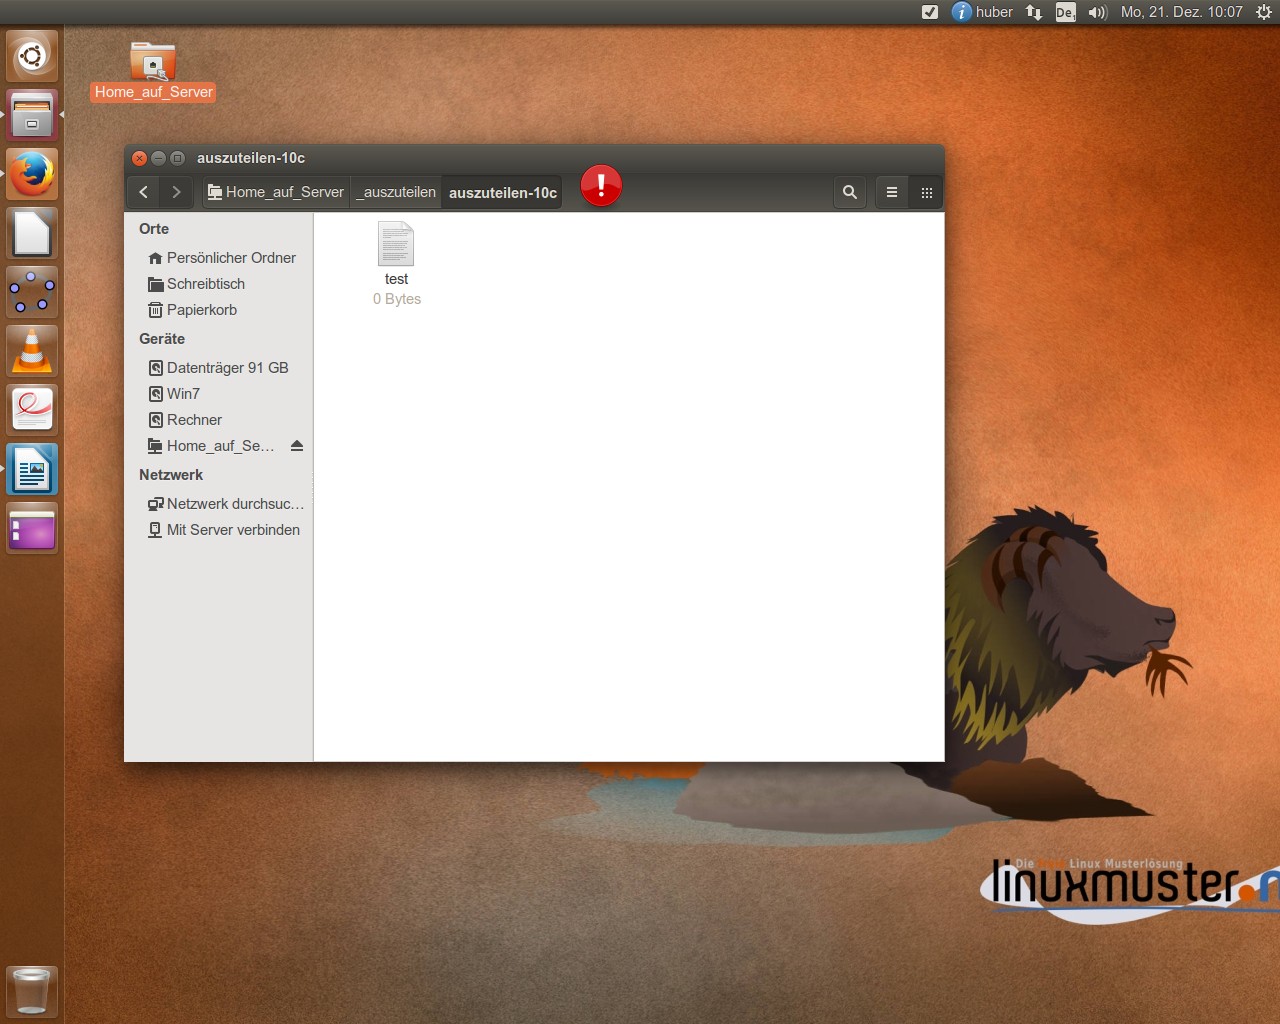 i huber De1 Mo, 21. Dez. 10:07
Home_auf_Server
auszuteilen-10c
Home_auf_Server _auszuteilen auszuteilen-10c !
Orte
Persönlicher Ordner
Schreibtisch
Papierkorb
Geräte
Datenträger 91 GB
Win7
Rechner
Home_auf_Se…
Netzwerk
Netzwerk durchsuc…
Mit Server verbinden
test
0 Bytes
Die freie Linux Musterlösung
linuxmuster.n